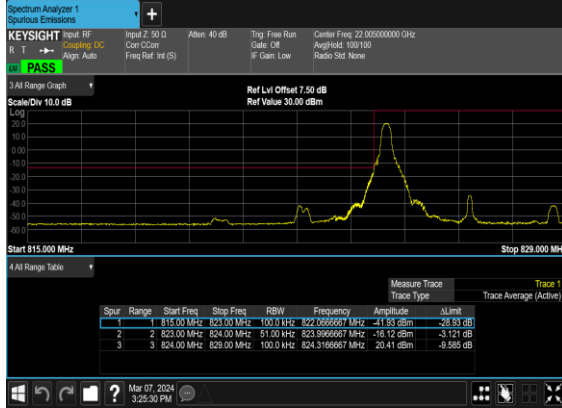 Spectrum Analyzer 1
Spurious Emissions
+
KEYSIGHT Input: RF Input Z: 50 Ω Atten: 40 dB Trig: Free Run Center Freq: 22.005000000 GHz
R T Coupling: DC Corr CCorr Gate: Off Avg|Hold: 100/100
Align: Auto Freq Ref: Int (S) IF Gain: Low Radio Std: None
PASS
3 All Range Graph
Ref Lvl Offset 7.50 dB
Scale/Div 10.0 dB Ref Value 30.00 dBm
Log
20.0
10.0
0.00
-10.0
-20.0
-30.0
-40.0
-50.0
-60.0
Start 815.000 MHz Stop 829.000 MH
4 All Range Table
Measure Trace Trace 1
Trace Type Trace Average (Active)
Spur Range Start Freq Stop Freq RBW Frequency Amplitude ΔLimit
1 1 815.00 MHz 823.00 MHz 100.0 kHz 822.0666667 MHz -41.93 dBm -28.93 dB
2 2 823.00 MHz 824.00 MHz 51.00 kHz 823.9966667 MHz -16.12 dBm -3.121 dB
3 3 824.00 MHz 829.00 MHz 100.0 kHz 824.3166667 MHz 20.41 dBm -9.585 dB
? Mar 07, 2024
3:25:30 PM